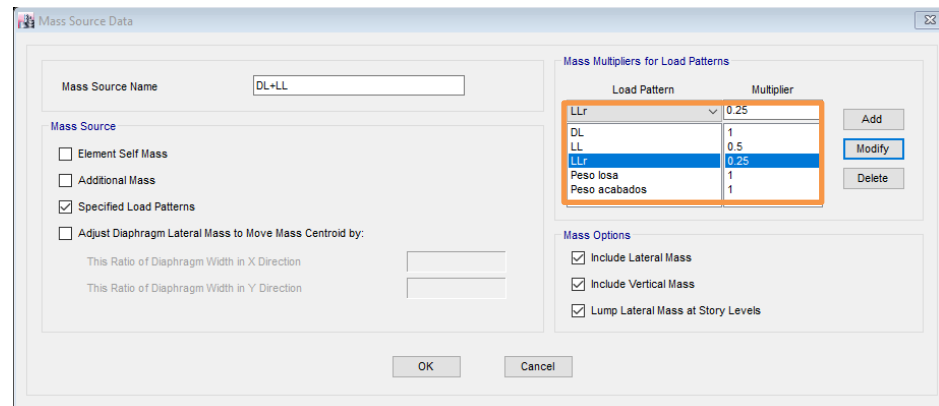 Mass Source Data
Mass Source Name
DL+LL
Mass Source
Element Self Mass
Additional Mass
Specified Load Patterns
Adjust Diaphragm Lateral Mass to Move Mass Centroid by:
This Ratio of Diaphragm Width in X Direction
This Ratio of Diaphragm Width in Y Direction
Mass Multipliers for Load Patterns
Load Pattern Multiplier
LLr 0.25
DL 1
LL 0.5
LLr 0.25
Peso losa 1
Peso acabados 1
Add
Modify
Delete
Mass Options
Include Lateral Mass
Include Vertical Mass
Lump Lateral Mass at Story Levels
OK Cancel